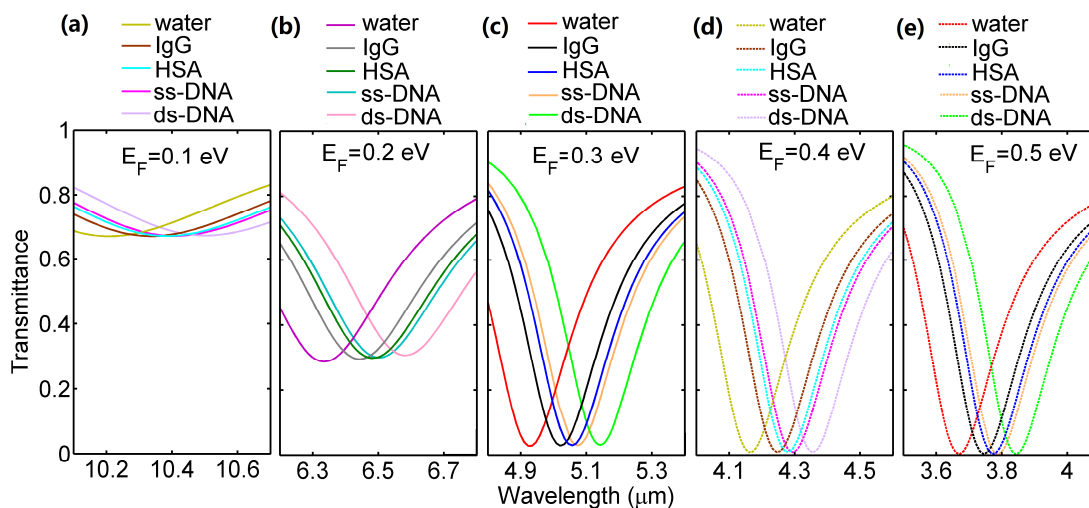 (a)
water
IgG
HSA
ss-DNA
ds-DNA
E_F=0.1 eV
(b)
water
IgG
HSA
ss-DNA
ds-DNA
E_F=0.2 eV
(c)
water
IgG
HSA
ss-DNA
ds-DNA
E_F=0.3 eV
(d)
water
IgG
HSA
ss-DNA
ds-DNA
E_F=0.4 eV
(e)
water
IgG
HSA
ss-DNA
ds-DNA
E_F=0.5 eV
Transmittance
1
0.8
0.6
0.4
0.2
0
10.2 10.4 10.6
6.3 6.5 6.7
4.9 5.1 5.3
4.1 4.3 4.5
3.6 3.8 4
Wavelength (μm)